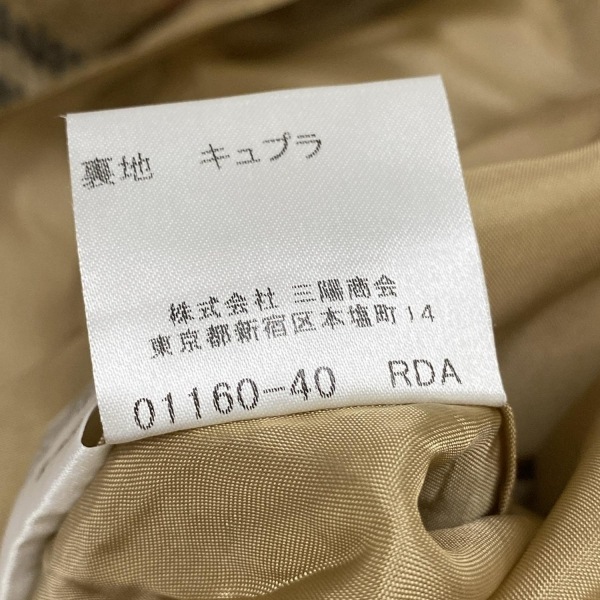 裏地 キュプラ
株式会社 三陽商会
東京都新宿区本塩町14
01160-40 RDA